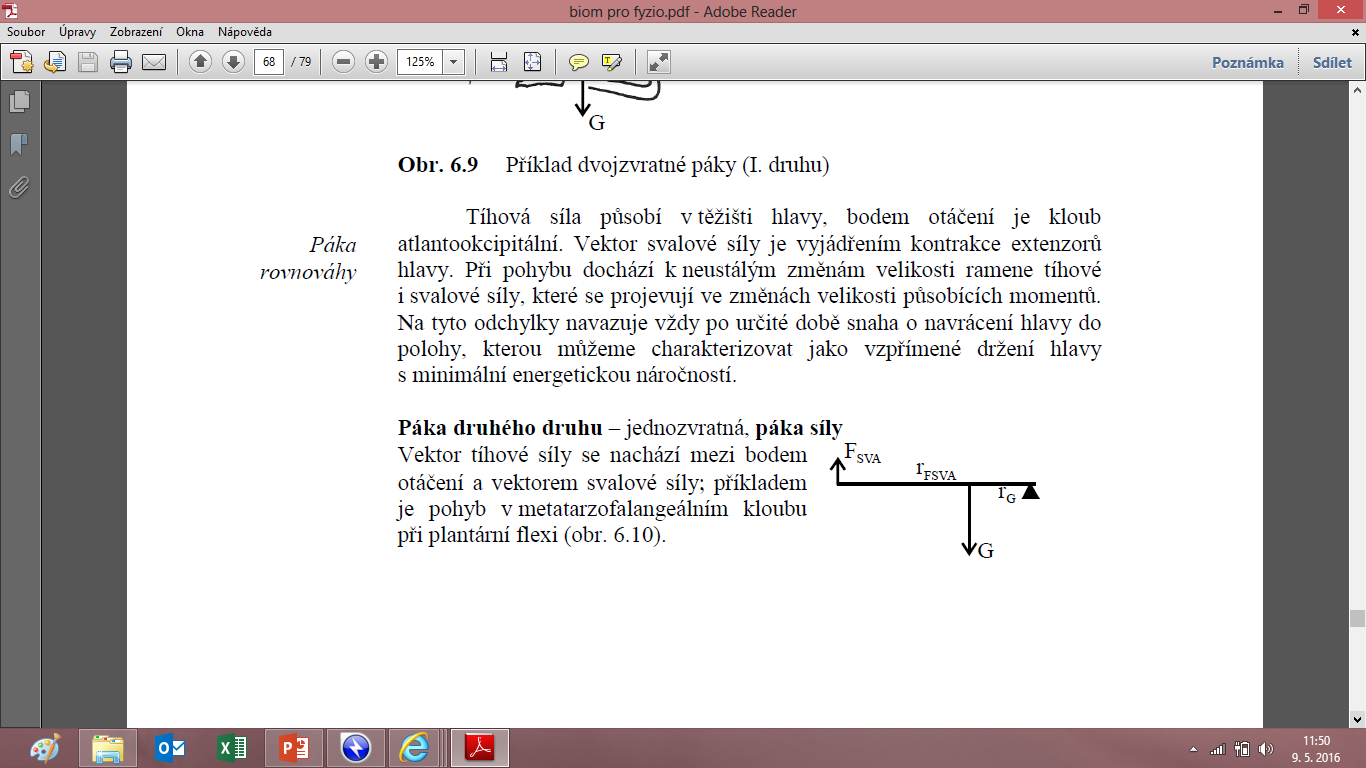 biom pro fyzio.pdf - Adobe Reader
Soubor Úpravy Zobrazení Okna Nápověda
68 / 79 125% Poznámka Sdílet
G
Obr. 6.9 Příklad dvojzvratné páky (I. druhu)
Páka
rovnováhy
Tíhová síla působí v těžišti hlavy, bodem otáčení je kloub
atlantookcipitální. Vektor svalové síly je vyjádřením kontrakce extenzorů
hlavy. Při pohybu dochází k neustálým změnám velikosti ramene tíhové
i svalové síly, které se projevují ve změnách velikosti působících momentů.
Na tyto odchylky navazuje vždy po určité době snaha o navrácení hlavy do
polohy, kterou můžeme charakterizovat jako vzpřímené držení hlavy
s minimální energetickou náročností.
Páka druhého druhu – jednozvratná, páka síly
Vektor tíhové síly se nachází mezi bodem
otáčení a vektorem svalové síly; příkladem
je pohyb v metatarzofalangeálním kloubu
při plantární flexi (obr. 6.10).
FSVA
rFSVA
rG
G
11:50
9. 5. 2016